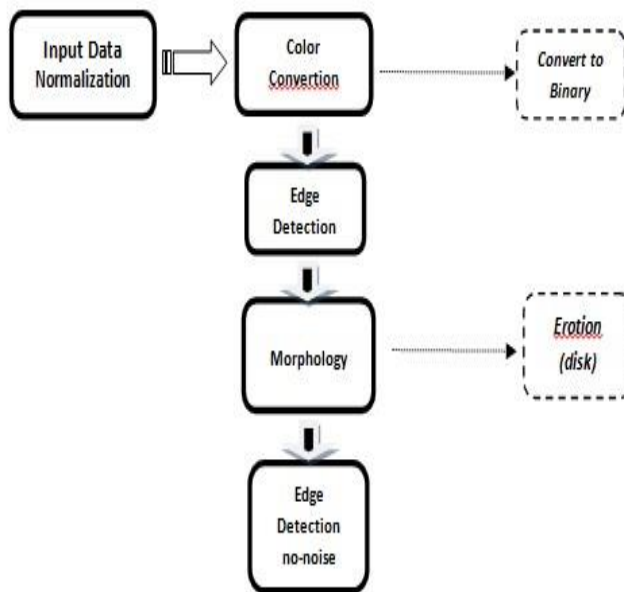 Input Data
Normalization
Color
Convertion
Convert to
Binary
Edge
Detection
Morphology
Erotion
(disk)
Edge
Detection
no-noise